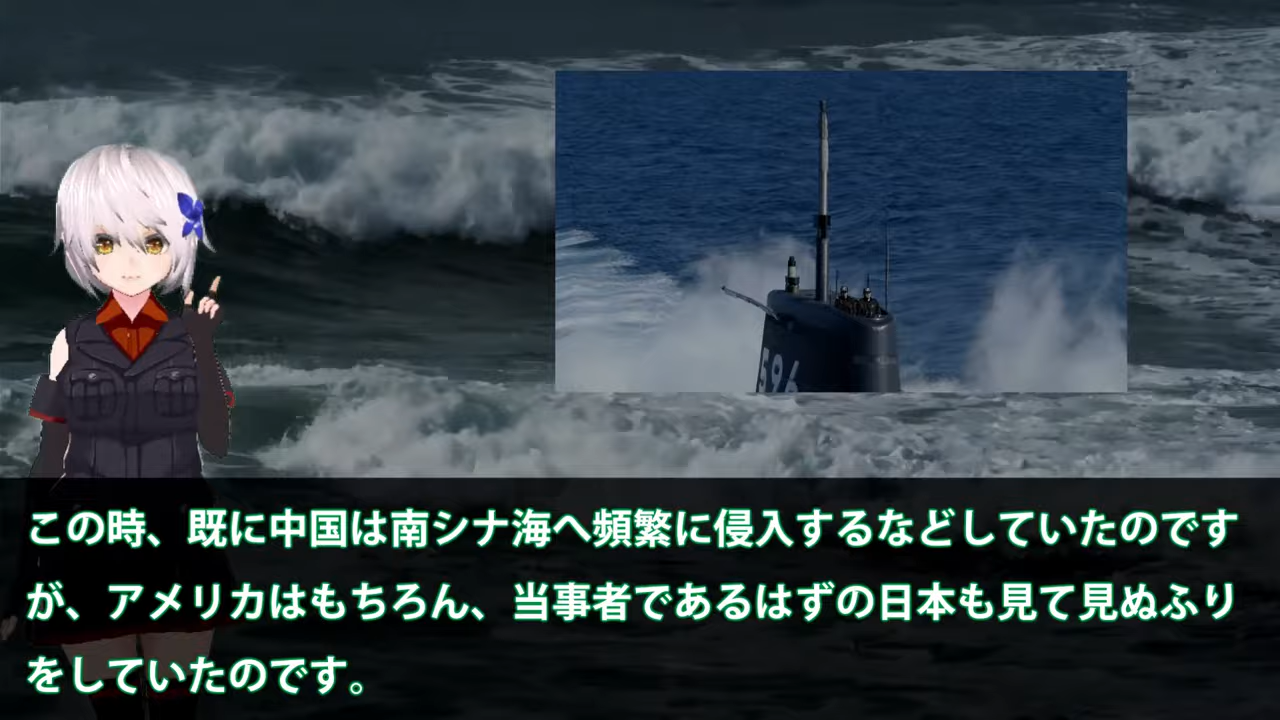 596
この時、既に中国は南シナ海へ頻繁に侵入するなどしていたのです
が、アメリカはもちろん、当事者であるはずの日本も見て見ぬふり
をしていたのです。